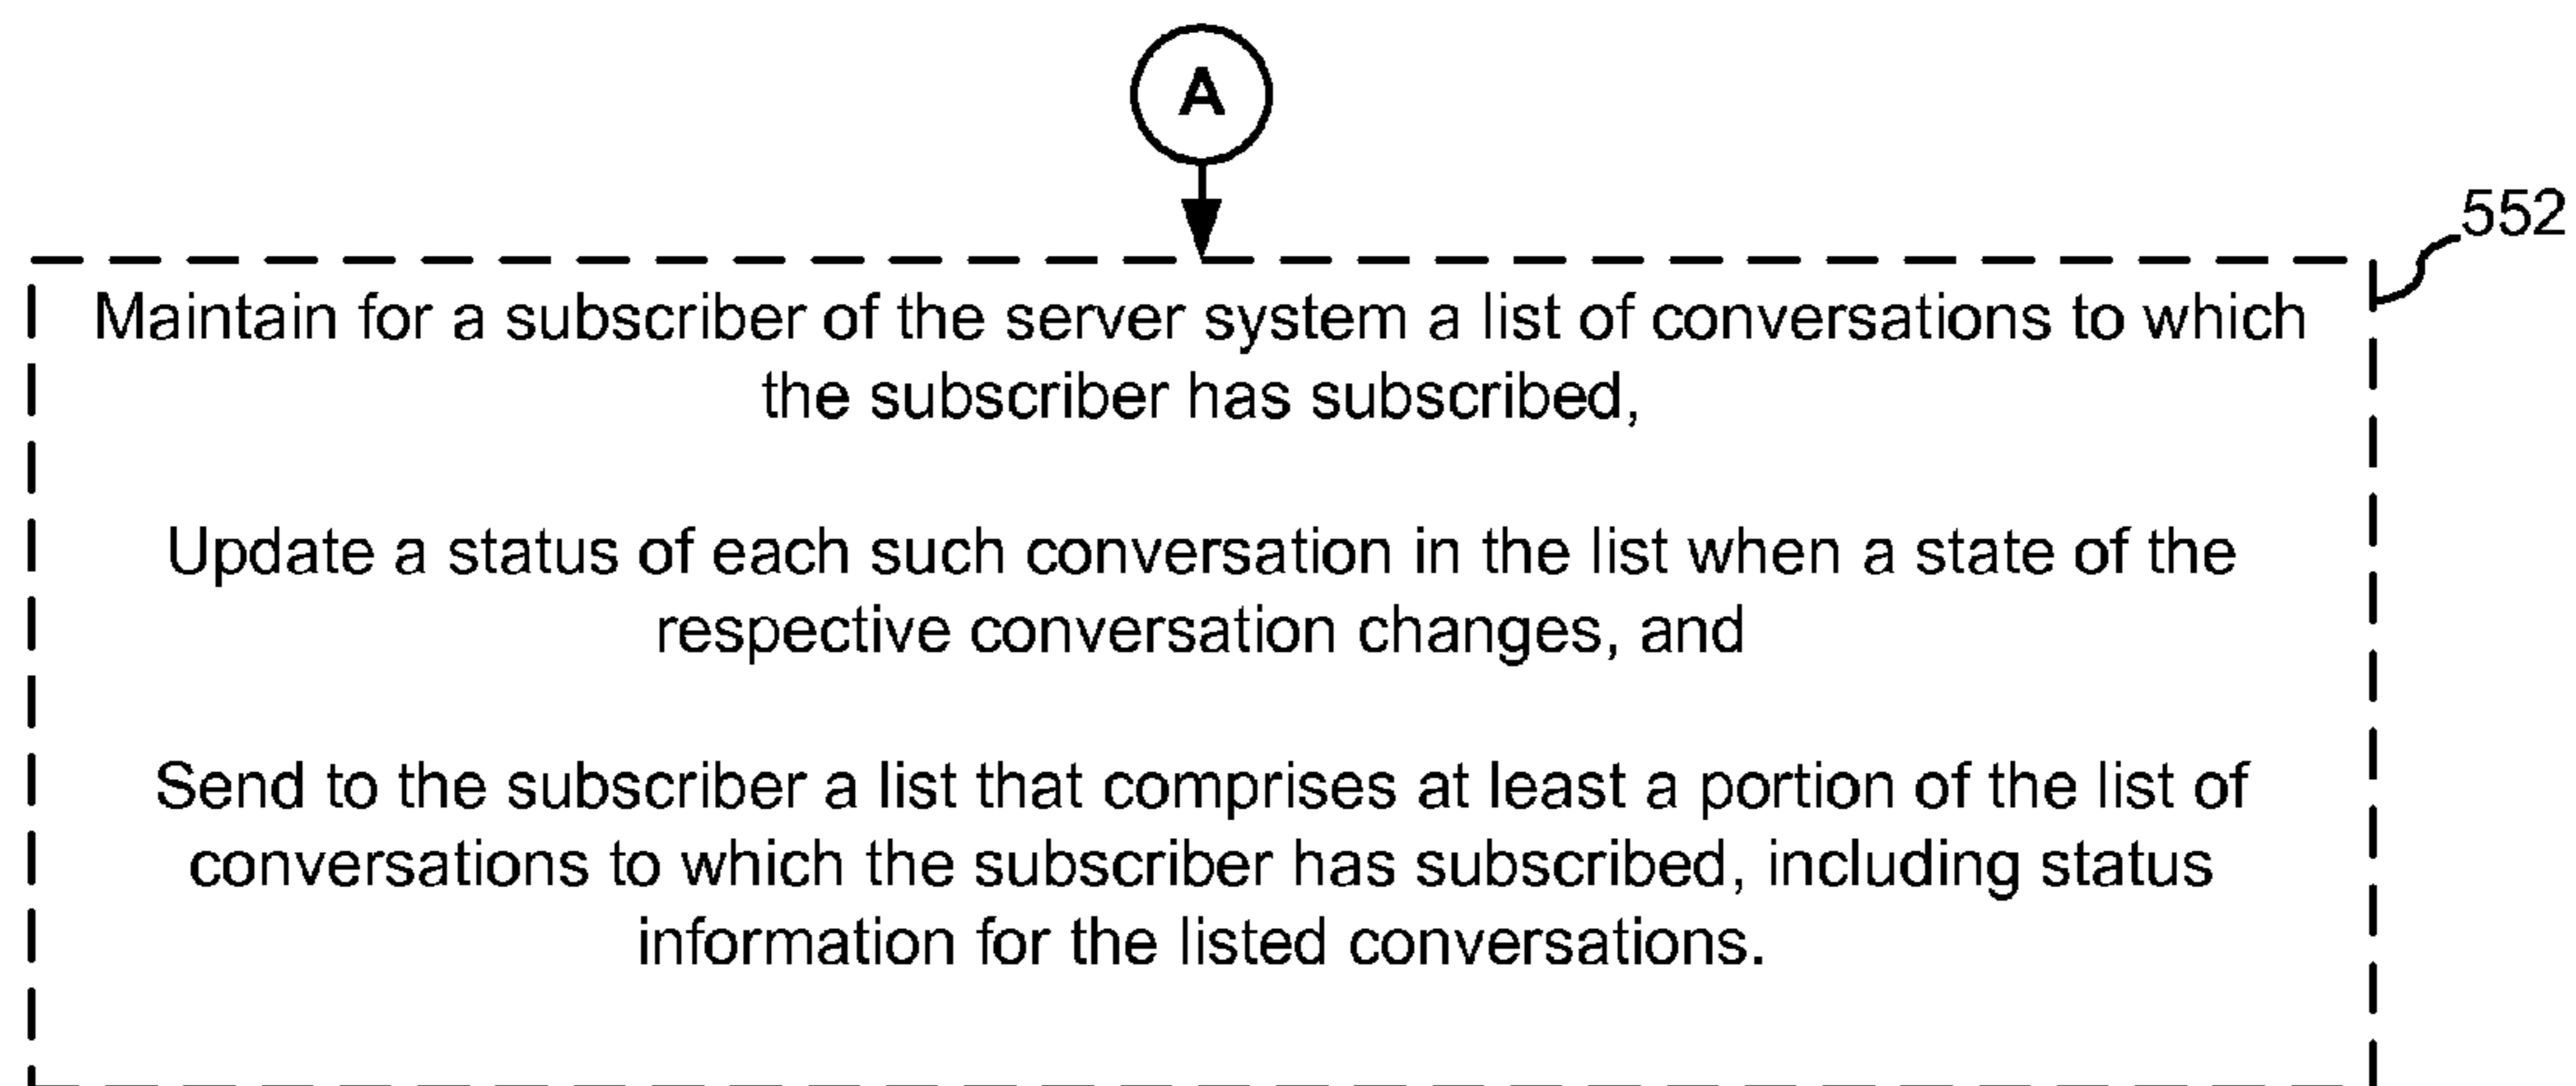 A
552
Maintain for a subscriber of the server system a list of conversations to which
the subscriber has subscribed,
Update a status of each such conversation in the list when a state of the
respective conversation changes, and
Send to the subscriber a list that comprises at least a portion of the list of
conversations to which the subscriber has subscribed, including status
information for the listed conversations.